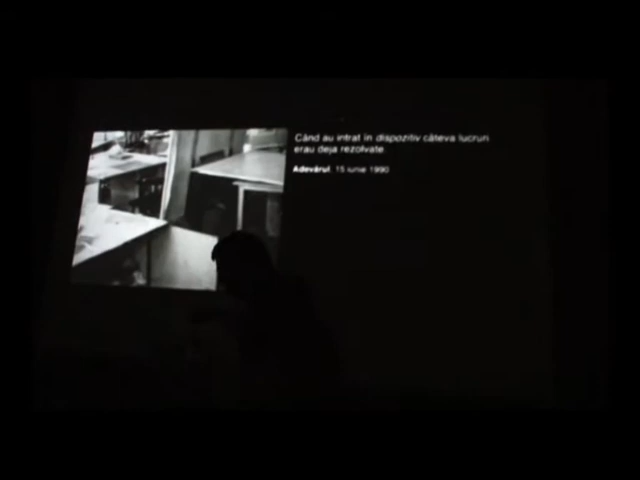 Când au intrat în dispozitiv câteva lucruri
erau deja rezolvate.
Adevărul, 15 iunie 1990